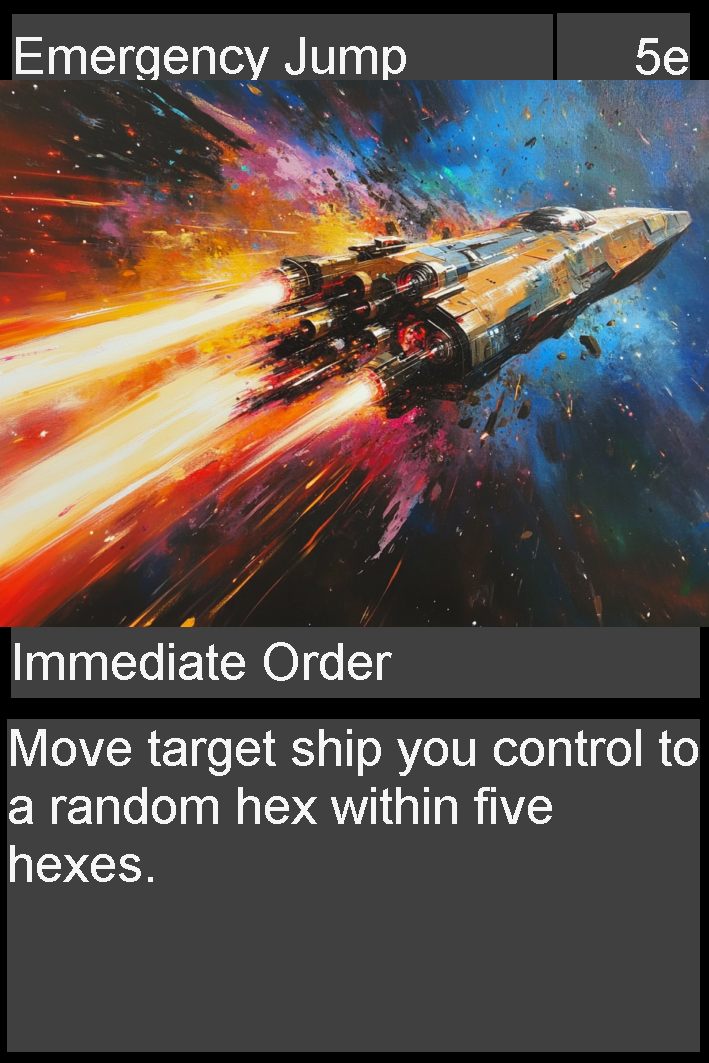 Emergency Jump 5e
Immediate Order
Move target ship you control to
a random hex within five
hexes.